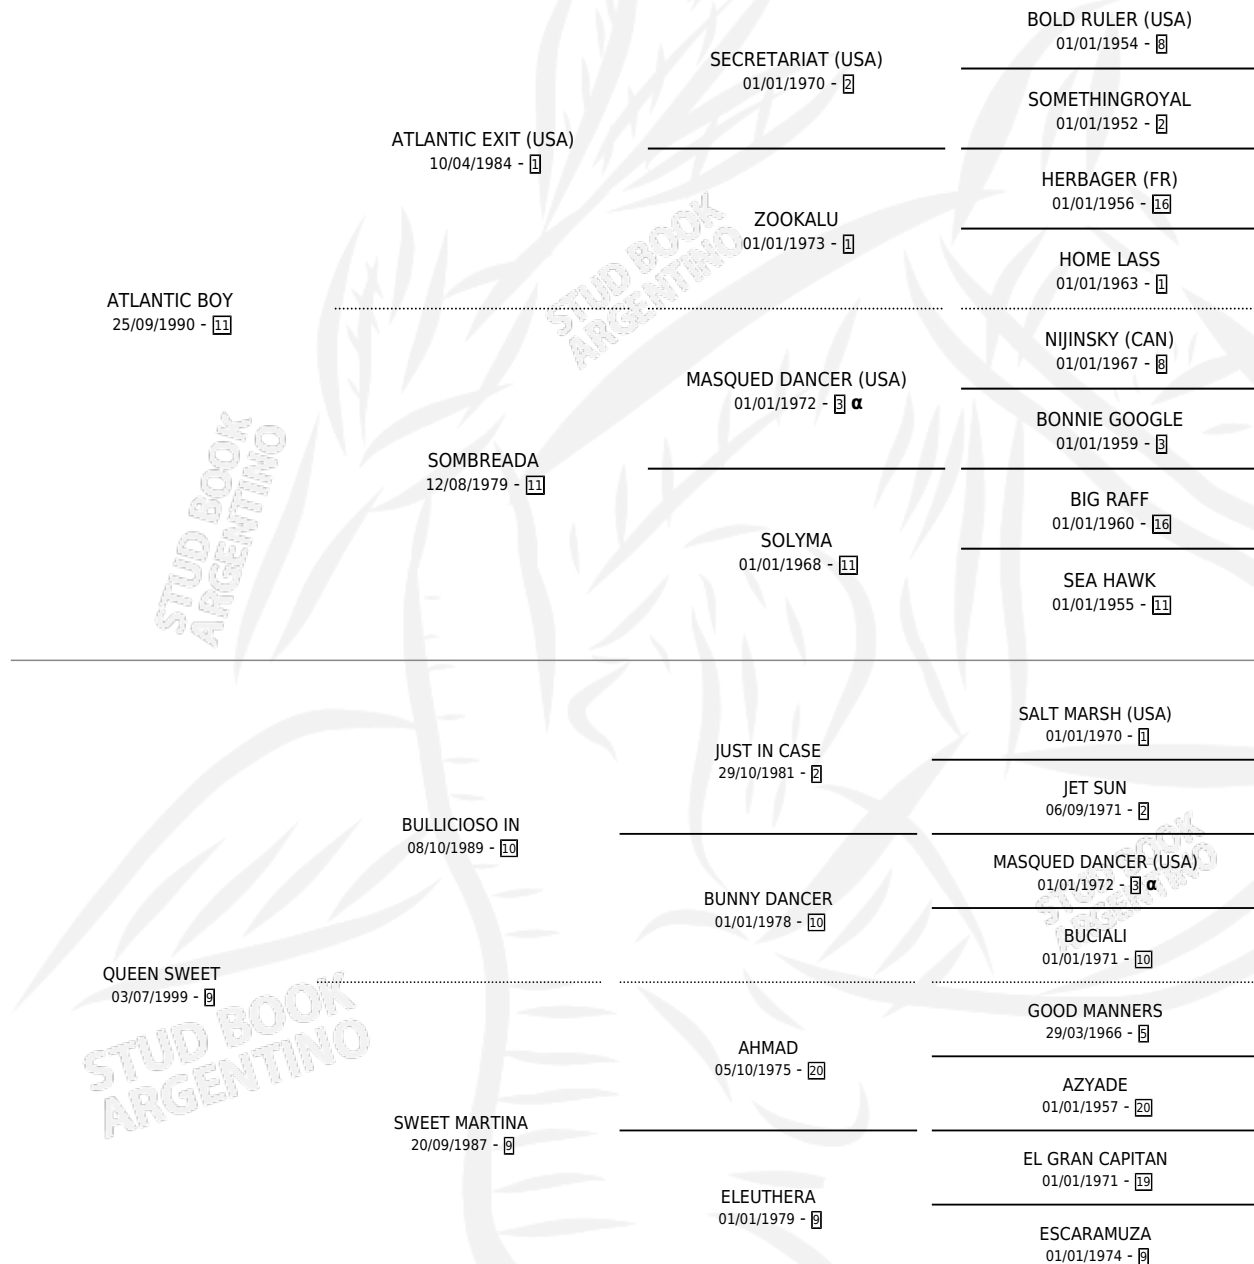 BOLD RULER (USA)
01/01/1954 - 8
SECRETARIAT (USA)
01/01/1970 - 2
SOMETHINGROYAL
01/01/1952 - 2
ATLANTIC EXIT (USA)
10/04/1984 - 1
HERBAGER (FR)
01/01/1956 - 16
ZOOKALU
01/01/1973 - 1
HOME LASS
01/01/1963 - 1
ATLANTIC BOY
25/09/1990 - 11
NIJINSKY (CAN)
01/01/1967 - 8
MASQUED DANCER (USA)
01/01/1972 - 3 α
BONNIE GOOGLE
01/01/1959 - 3
SOMBREADA
12/08/1979 - 11
BIG RAFF
01/01/1960 - 16
SOLYMA
01/01/1968 - 11
SEA HAWK
01/01/1955 - 11
SALT MARSH (USA)
01/01/1970 - 1
JUST IN CASE
29/10/1981 - 2
JET SUN
06/09/1971 - 2
BULLICIOSO IN
08/10/1989 - 10
MASQUED DANCER (USA)
01/01/1972 - 3 α
BUNNY DANCER
01/01/1978 - 10
BUCIALI
01/01/1971 - 10
QUEEN SWEET
03/07/1999 - 9
GOOD MANNERS
29/03/1966 - 5
AHMAD
05/10/1975 - 20
AZYADE
01/01/1957 - 20
SWEET MARTINA
20/09/1987 - 9
EL GRAN CAPITAN
01/01/1971 - 19
ELEUTHERA
01/01/1979 - 9
ESCARAMUZA
01/01/1974 - 9
STUD BOOK
ARGENTINO
STUD BOOK
ARGENTINO
STUD BOOK
ARGENTINO
STUD BOOK
ARGENTINO